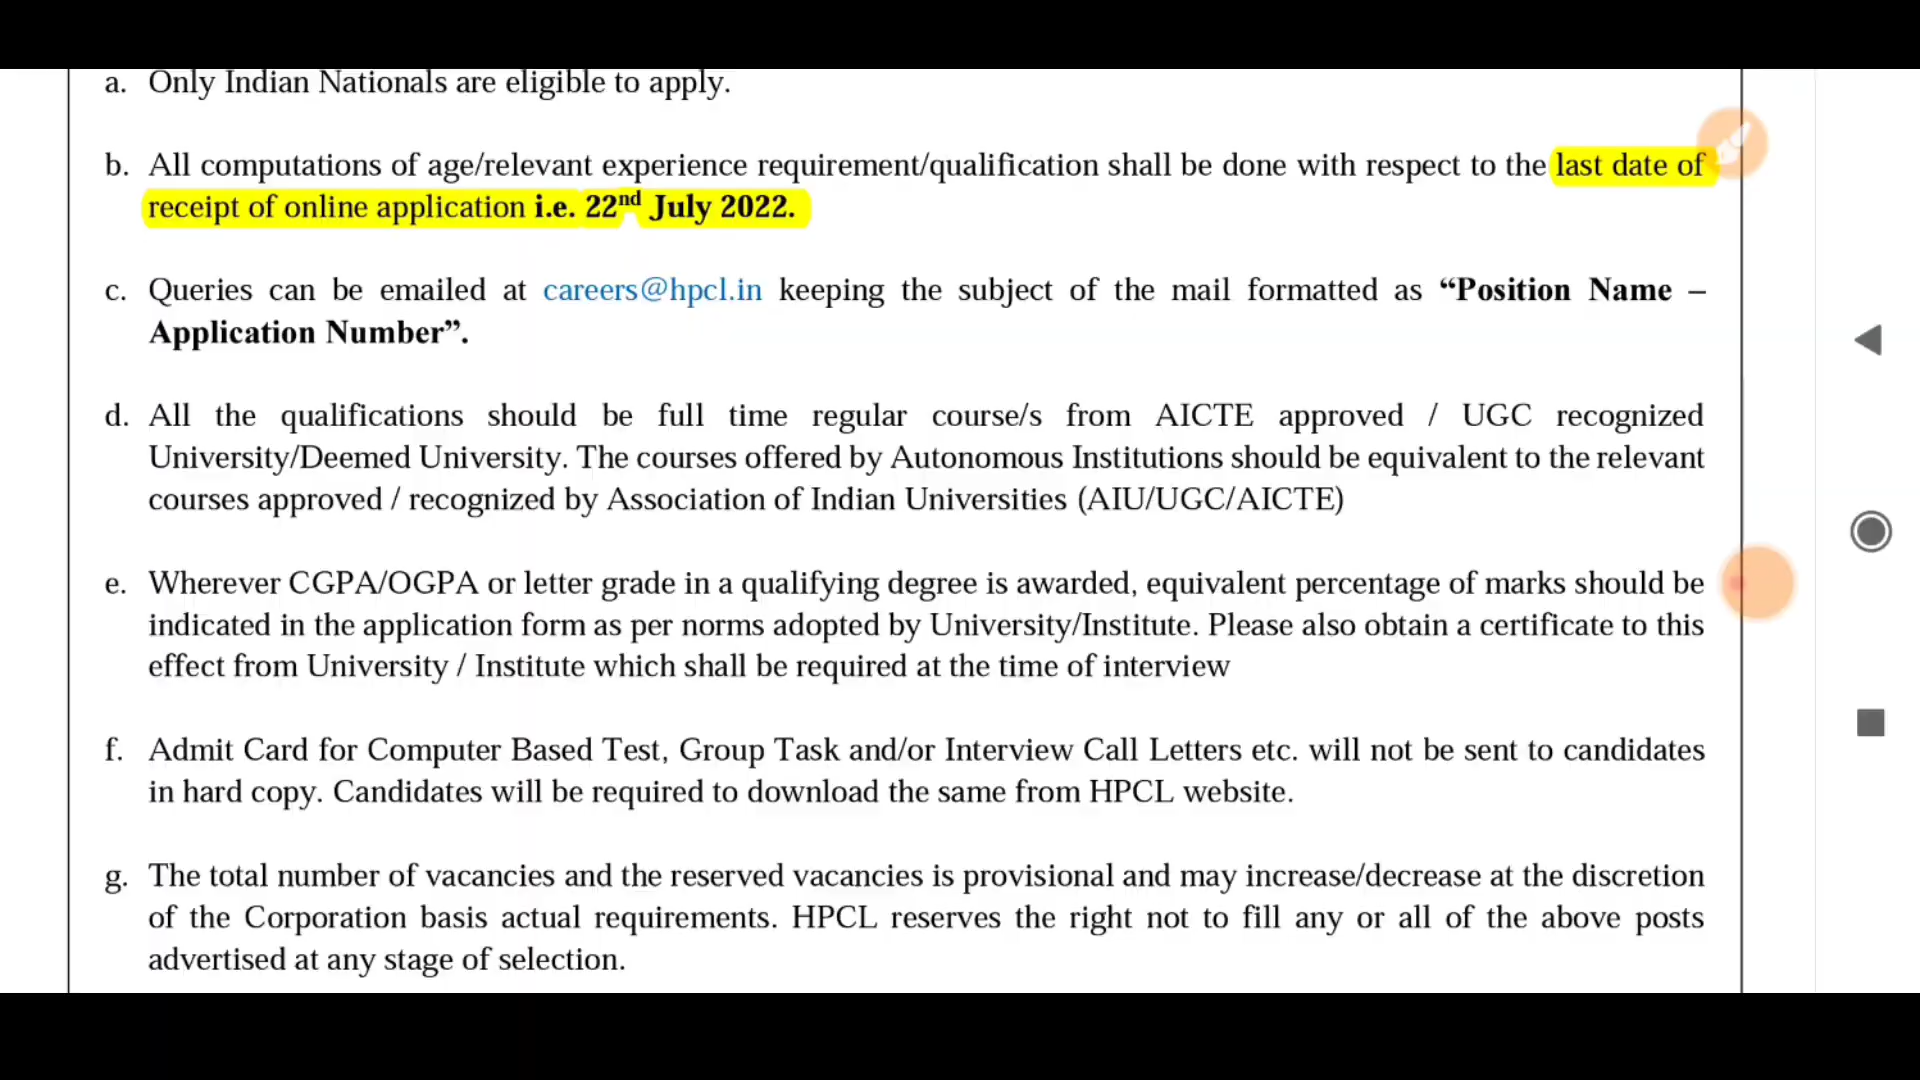 a. Only Indian Nationals are eligible to apply.
b. All computations of age/relevant experience requirement/qualification shall be done with respect to the last date of
receipt of online application i.e. 22nd July 2022.
c. Queries can be emailed at careers@hpcl.in keeping the subject of the mail formatted as “Position Name –
Application Number”.
d. All the qualifications should be full time regular course/s from AICTE approved / UGC recognized
University/Deemed University. The courses offered by Autonomous Institutions should be equivalent to the relevant
courses approved / recognized by Association of Indian Universities (AIU/UGC/AICTE)
e. Wherever CGPA/OGPA or letter grade in a qualifying degree is awarded, equivalent percentage of marks should be
indicated in the application form as per norms adopted by University/Institute. Please also obtain a certificate to this
effect from University / Institute which shall be required at the time of interview
f. Admit Card for Computer Based Test, Group Task and/or Interview Call Letters etc. will not be sent to candidates
in hard copy. Candidates will be required to download the same from HPCL website.
g. The total number of vacancies and the reserved vacancies is provisional and may increase/decrease at the discretion
of the Corporation basis actual requirements. HPCL reserves the right not to fill any or all of the above posts
advertised at any stage of selection.